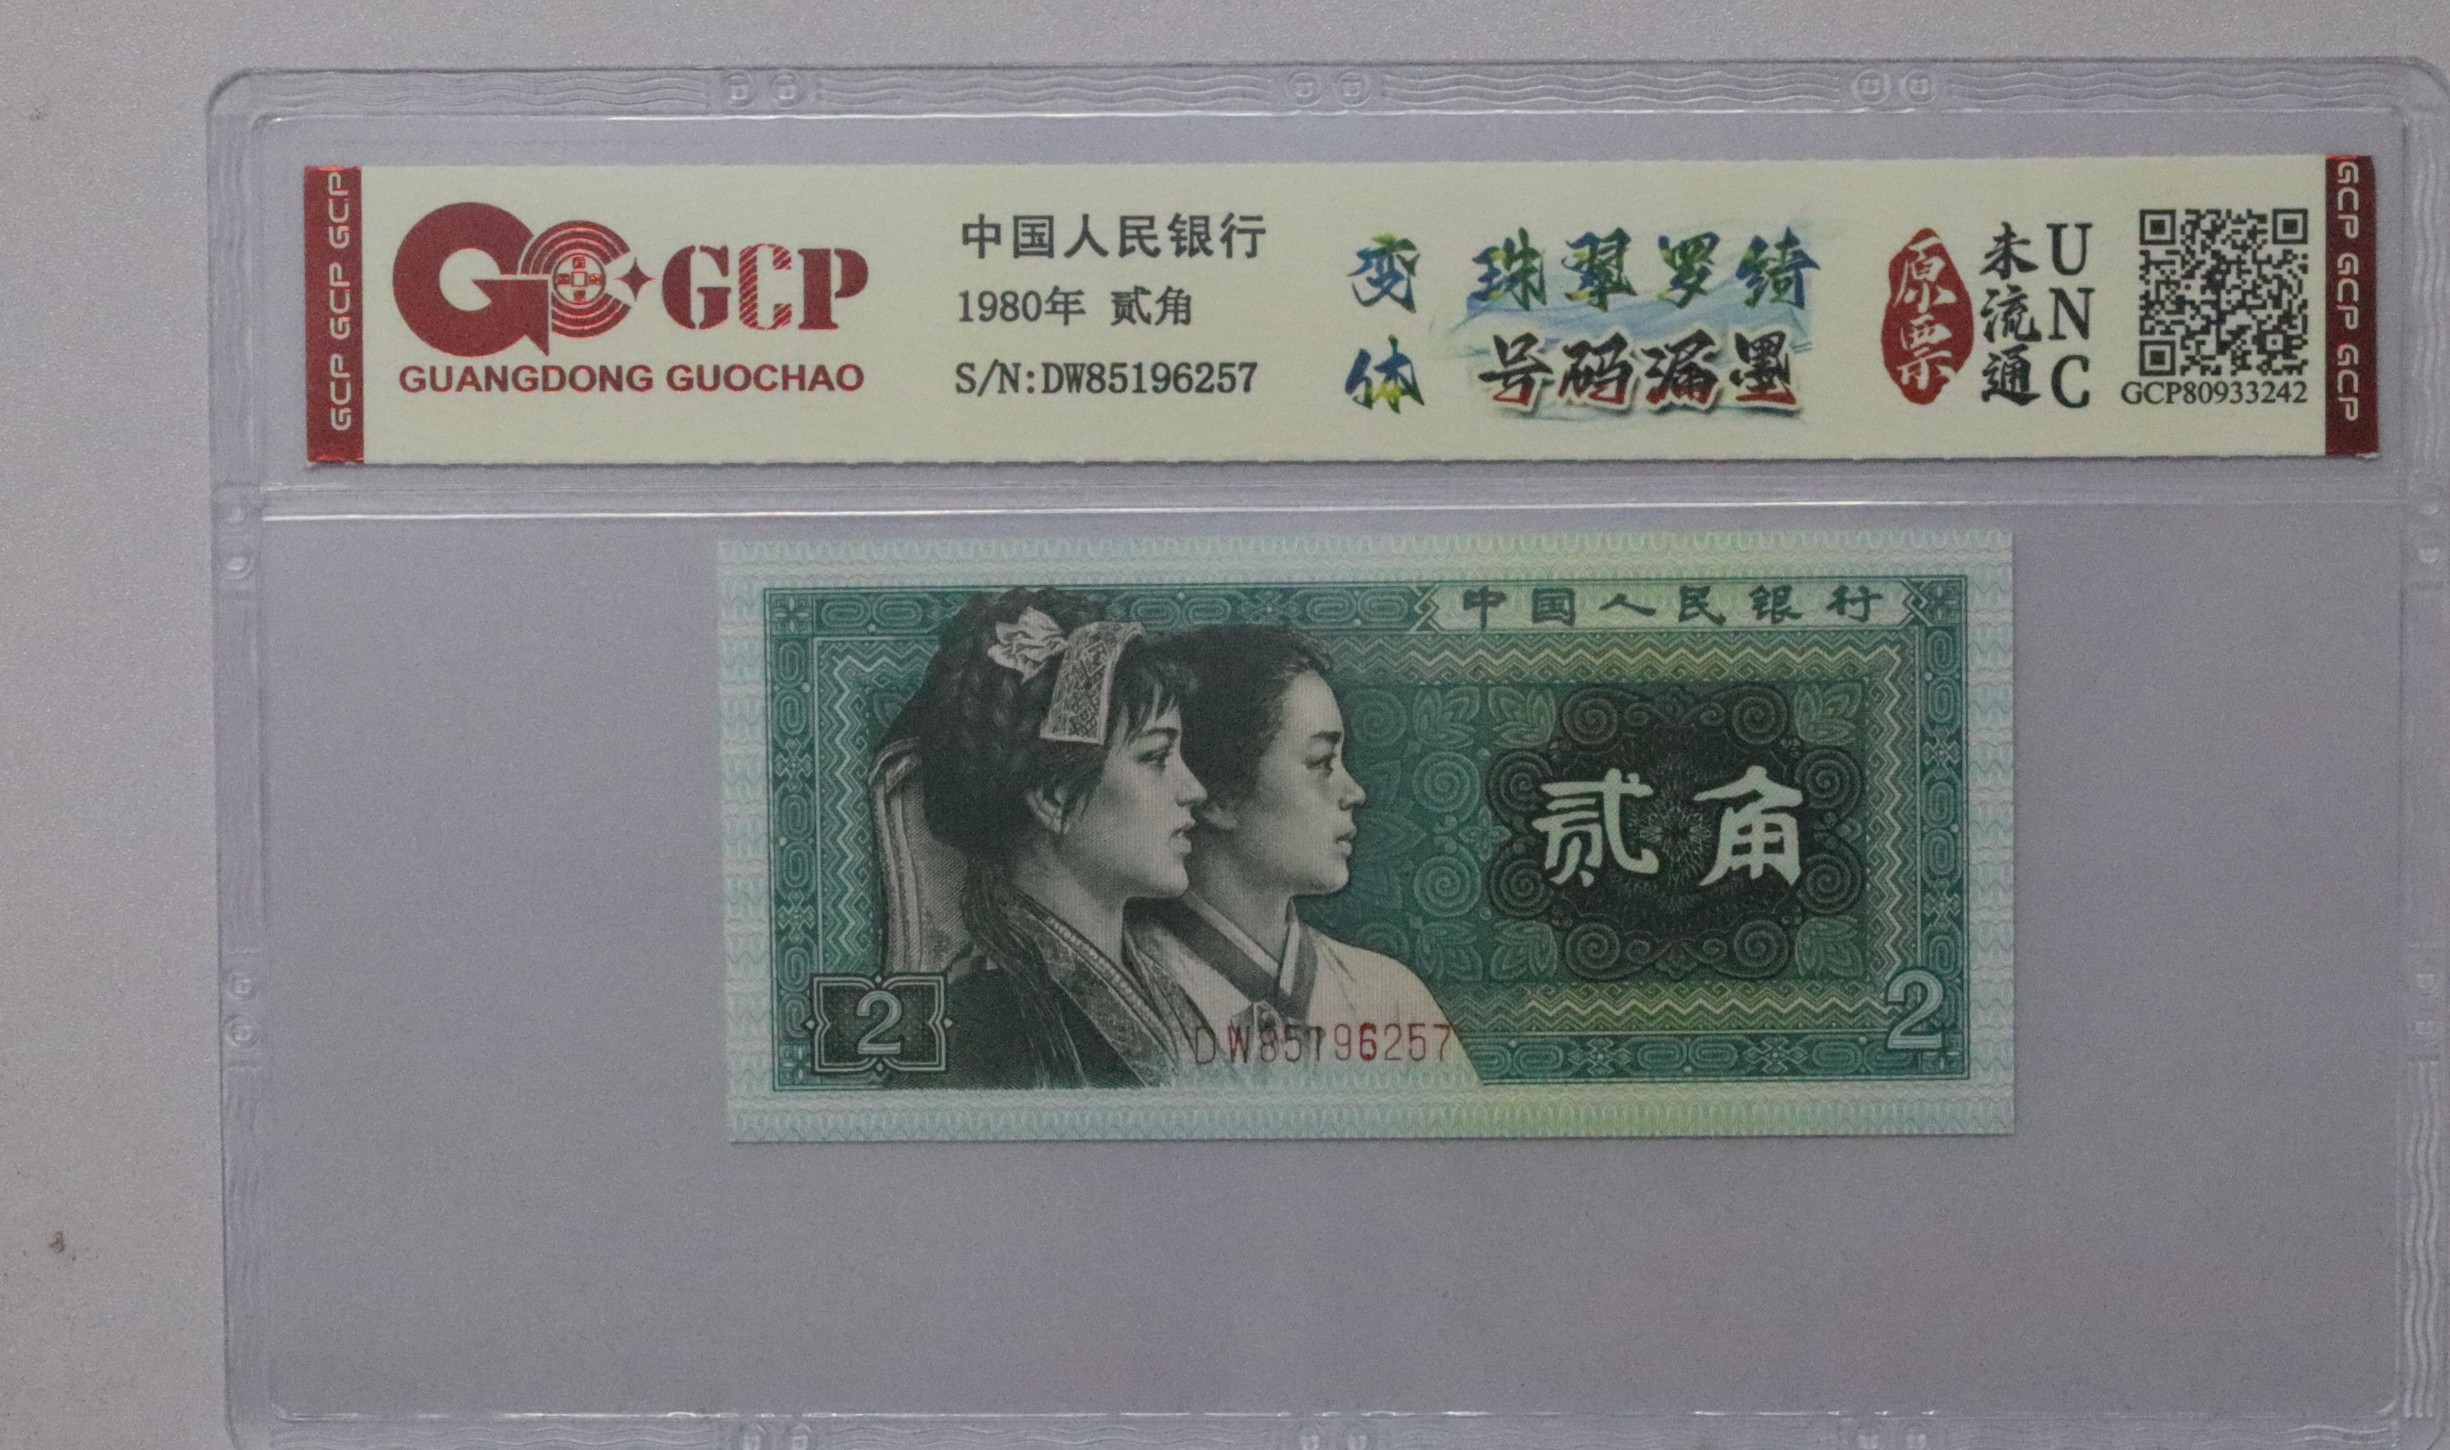 GCP GCP GCP
GCP
GUANGDONG GUOCHAO
中国人民银行
1980年 贰角
S/N:DW85196257
变体
珠翠罗绮
号码漏墨
原票
未流通
UNC
GCP80933242
GCP GCP GCP
中国人民银行
贰角
2
DW85196257
2